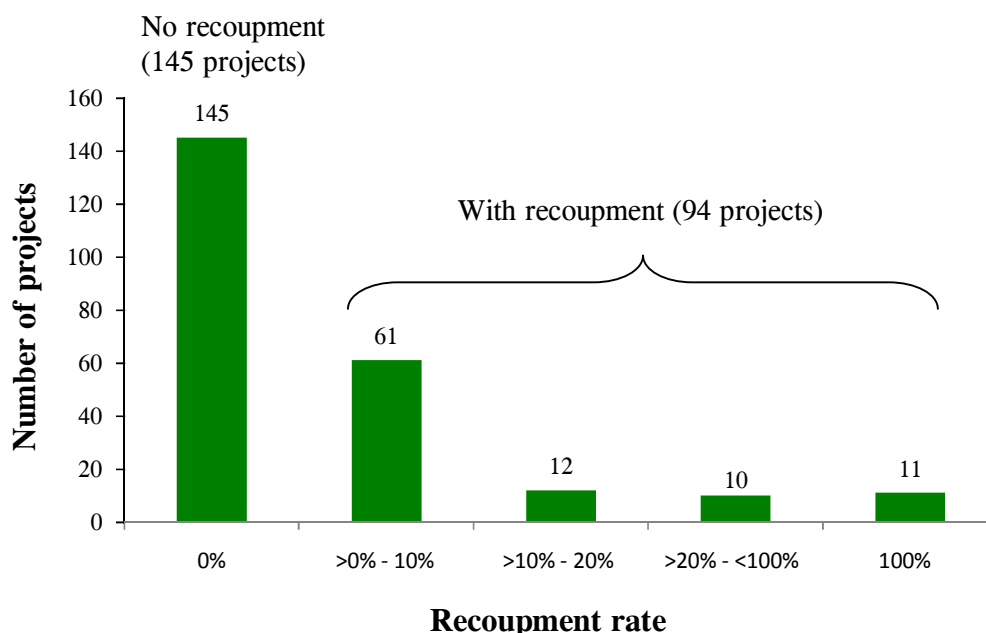 No recoupment
(145 projects)
160
140
120
100
80
60
40
20
0
Number of projects
145
With recoupment (94 projects)
61
12
10
11
0%
>0% - 10%
>10% - 20%
>20% - <100%
100%
Recoupment rate